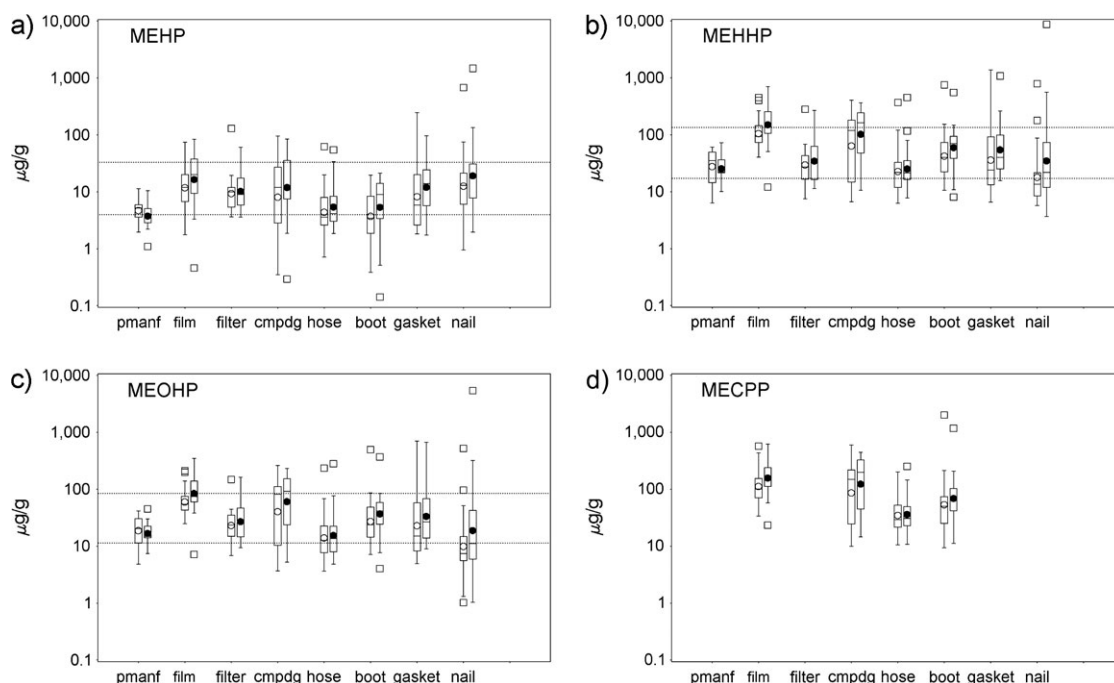 a) MEHP
10,000
1,000
100
10
1
0.1
μg/g
pmanf film filter cmpdg hose boot gasket nail
b) MEHHP
10,000
1,000
100
10
1
0.1
μg/g
pmanf film filter cmpdg hose boot gasket nail
c) MEOHP
10,000
1,000
100
10
1
0.1
μg/g
pmanf film filter cmpdg hose boot gasket nail
d) MECPP
10,000
1,000
100
10
1
0.1
μg/g
pmanf film filter cmpdg hose boot gasket nail